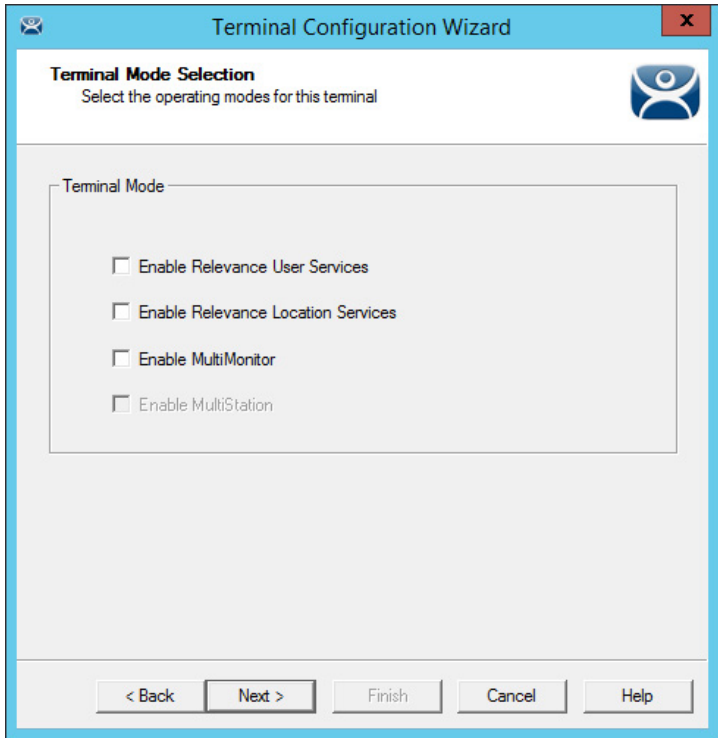 Terminal Configuration Wizard
x
Terminal Mode Selection
Select the operating modes for this terminal
Terminal Mode
Enable Relevance User Services
Enable Relevance Location Services
Enable MultiMonitor
Enable MultiStation
< Back Next > Finish Cancel Help